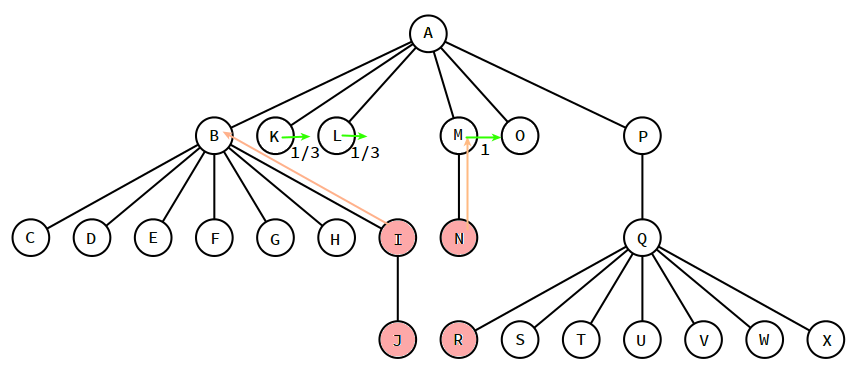 A
B K L M O P
1/3 1/3 1
C D E F G H I N Q
J R S T U V W X